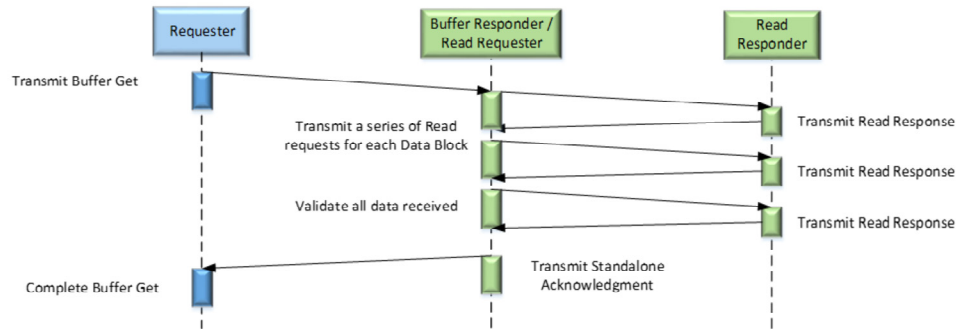 Requester
Buffer Responder /
Read Requester
Read
Responder
Transmit Buffer Get
Transmit Read Response
Transmit a series of Read
requests for each Data Block
Transmit Read Response
Validate all data received
Transmit Read Response
Transmit Standalone
Acknowledgment
Complete Buffer Get